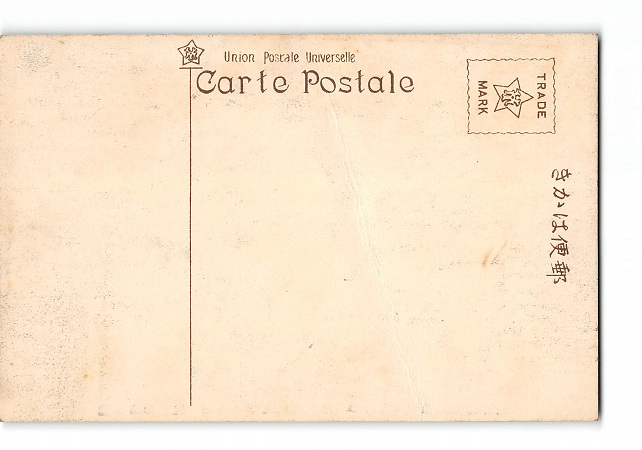 Union Postale Universelle
Carte Postale
TRADE
MARK
きかは便郵